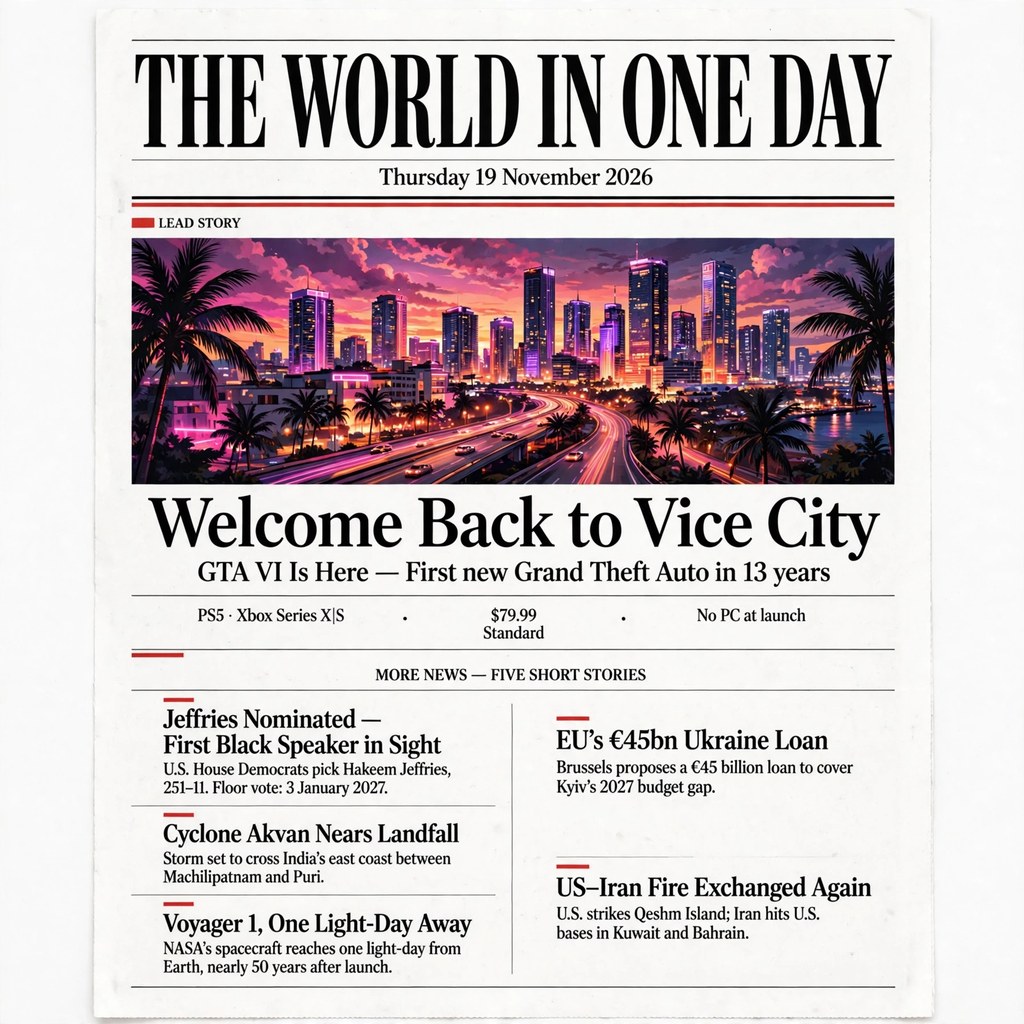 THE WORLD IN ONE DAY
Thursday 19 November 2026
LEAD STORY
Welcome Back to Vice City
GTA VI Is Here — First new Grand Theft Auto in 13 years
PS5 · Xbox Series X|S
·
$79.99
Standard
·
No PC at launch
MORE NEWS — FIVE SHORT STORIES
Jeffries Nominated —
First Black Speaker in Sight
U.S. House Democrats pick Hakeem Jeffries,
251–11. Floor vote: 3 January 2027.
Cyclone Akvan Nears Landfall
Storm set to cross India's east coast between
Machilipatnam and Puri.
Voyager 1, One Light-Day Away
NASA's spacecraft reaches one light-day from
Earth, nearly 50 years after launch.
EU's €45bn Ukraine Loan
Brussels proposes a €45 billion loan to cover
Kyiv's 2027 budget gap.
US–Iran Fire Exchanged Again
U.S. strikes Qeshm Island; Iran hits U.S.
bases in Kuwait and Bahrain.